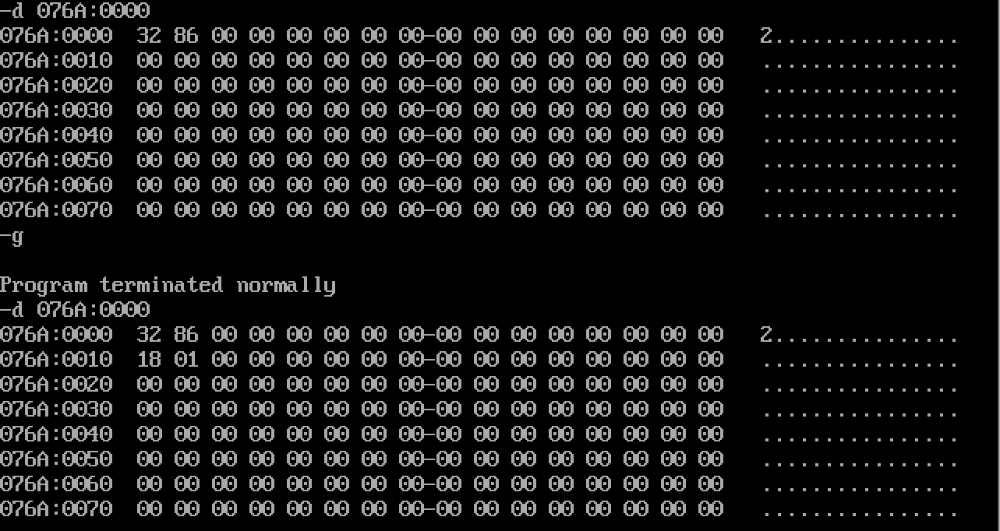 -d 076A:0000
076A:0000  32 86 00 00 00 00 00 00-00 00 00 00 00 00 00 00   2...............
076A:0010  00 00 00 00 00 00 00 00-00 00 00 00 00 00 00 00   ................
076A:0020  00 00 00 00 00 00 00 00-00 00 00 00 00 00 00 00   ................
076A:0030  00 00 00 00 00 00 00 00-00 00 00 00 00 00 00 00   ................
076A:0040  00 00 00 00 00 00 00 00-00 00 00 00 00 00 00 00   ................
076A:0050  00 00 00 00 00 00 00 00-00 00 00 00 00 00 00 00   ................
076A:0060  00 00 00 00 00 00 00 00-00 00 00 00 00 00 00 00   ................
076A:0070  00 00 00 00 00 00 00 00-00 00 00 00 00 00 00 00   ................
-g
Program terminated normally
-d 076A:0000
076A:0000  32 86 00 00 00 00 00 00-00 00 00 00 00 00 00 00   2...............
076A:0010  18 01 00 00 00 00 00 00-00 00 00 00 00 00 00 00   ................
076A:0020  00 00 00 00 00 00 00 00-00 00 00 00 00 00 00 00   ................
076A:0030  00 00 00 00 00 00 00 00-00 00 00 00 00 00 00 00   ................
076A:0040  00 00 00 00 00 00 00 00-00 00 00 00 00 00 00 00   ................
076A:0050  00 00 00 00 00 00 00 00-00 00 00 00 00 00 00 00   ................
076A:0060  00 00 00 00 00 00 00 00-00 00 00 00 00 00 00 00   ................
076A:0070  00 00 00 00 00 00 00 00-00 00 00 00 00 00 00 00   ................